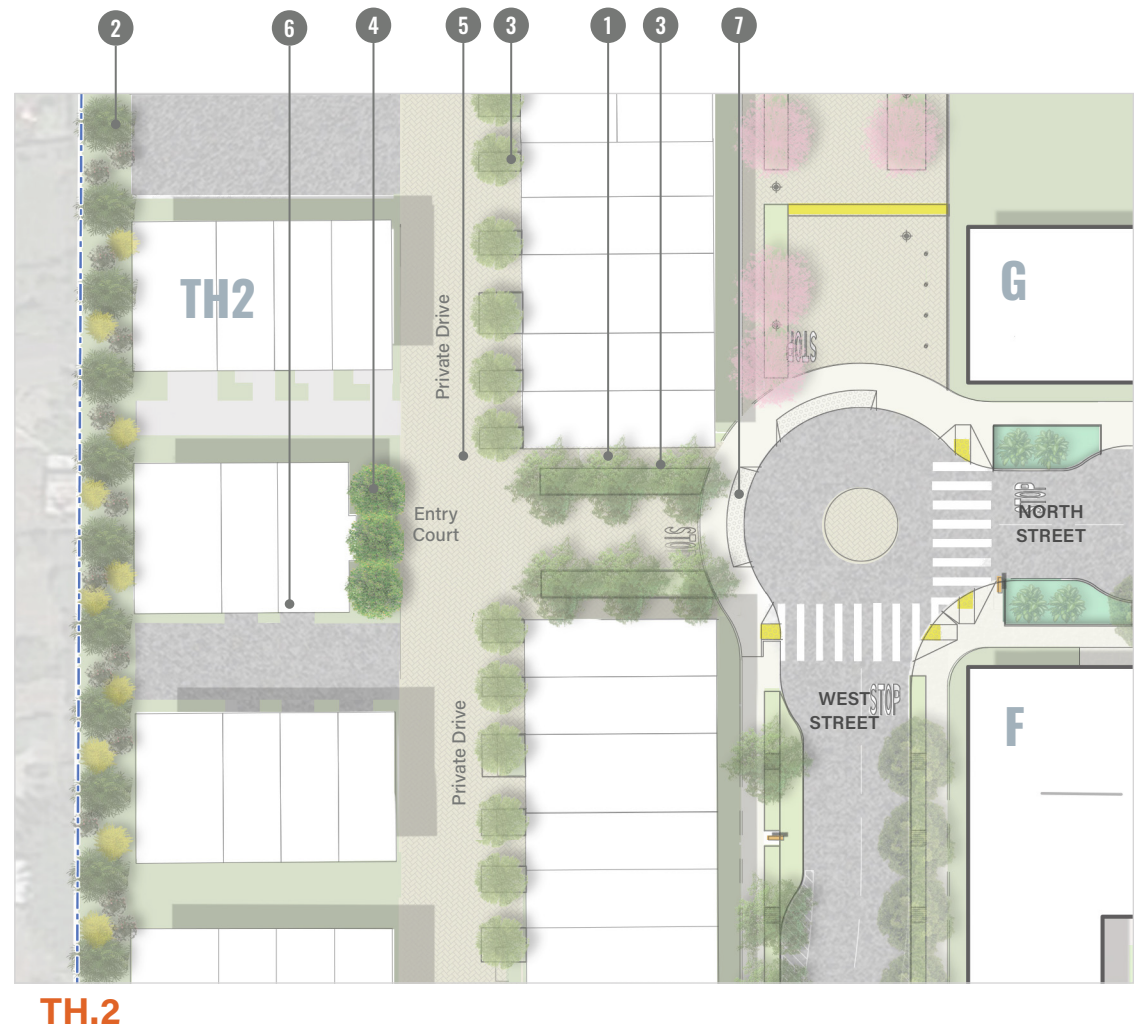 2
6
4
5
3
1
3
7
TH2
G
Private Drive
STOP
Entry
Court
STOP
STOP
NORTH
STREET
Private Drive
WEST
STREET
STOP
F
TH.2